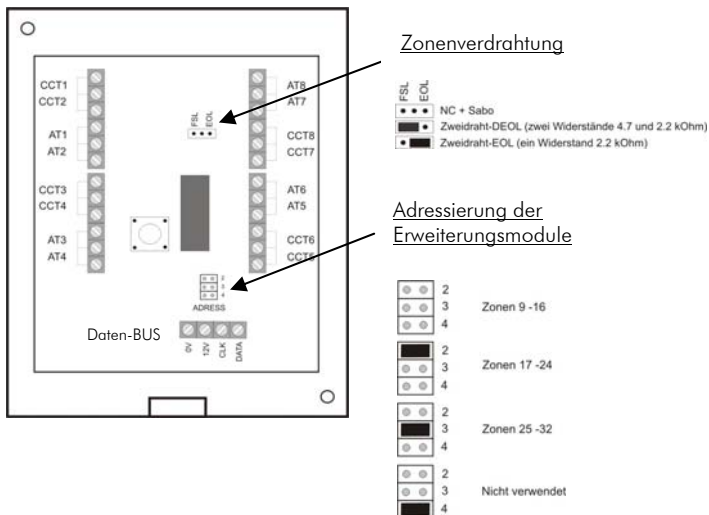 Zonenverdrahtung
FSL
EOL
NC + Sabo
Zweidraht-DEOL (zwei Widerstände 4.7 und 2.2 kOhm)
Zweidraht-EOL (ein Widerstand 2.2 kOhm)
CCT1
CCT2
AT1
AT2
CCT3
CCT4
AT3
AT4
FSL
EOL
AT8
AT7
CCT8
CCT7
AT6
AT5
CCT6
CCT5
2
3
4
ADRESS
Daten-BUS
0V
12V
CLK
DATA
Adressierung der
Erweiterungsmodule
2
3 Zonen 9 -16
4
2
3 Zonen 17 -24
4
2
3 Zonen 25 -32
4
2
3 Nicht verwendet
4